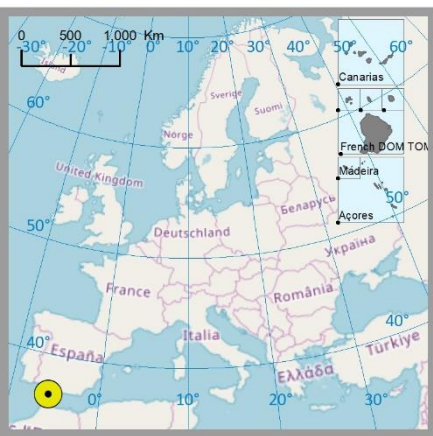 0 500 1.000 Km
-30° -20° -10° 0° 10° 20° 30° 40° 50° 60°
Ísland
Canarias
Sverige
60°
Suomi
Norge
French DOM TOM
Madeira
United Kingdom
50°
Беларусь
Açores
50°
Deutschland
Україна
France
România
40°
Italia
40°
España
Türkiye
Ελλάδα
0° 10° 20° 30°